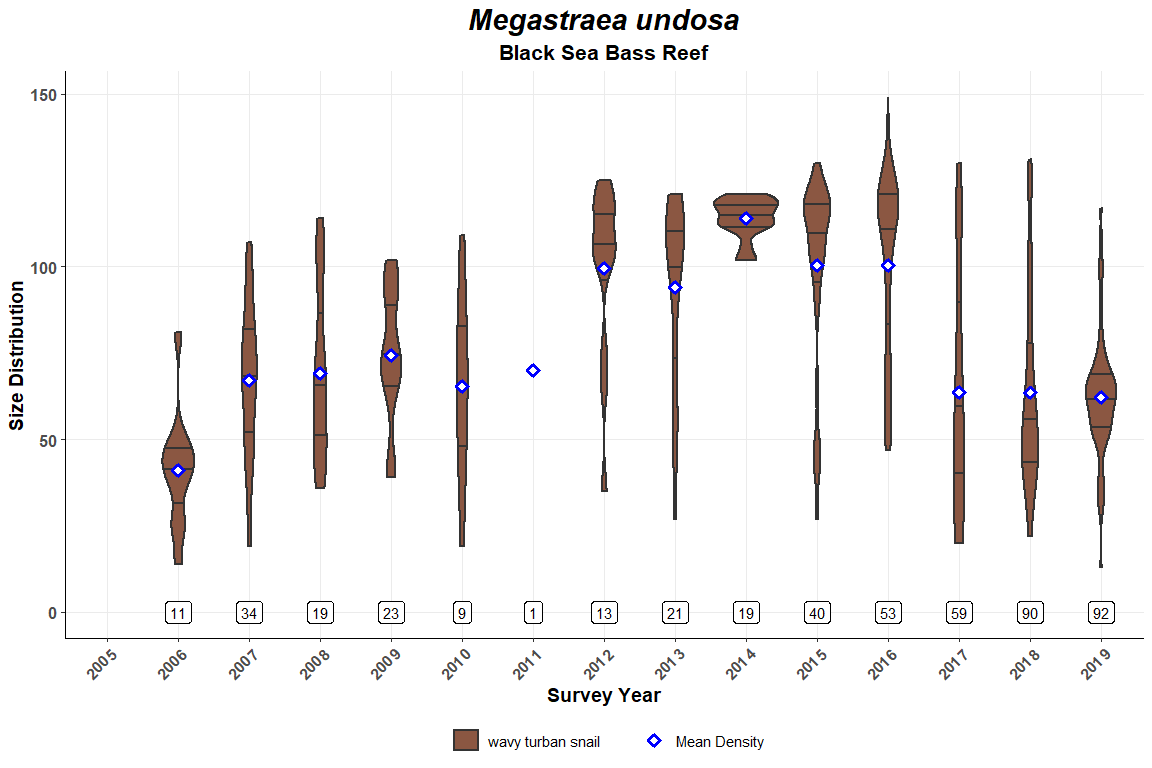 Megastraea undosa
Black Sea Bass Reef
150
100
50
0
Size Distribution
11 34 19 23 9 1 13 21 19 40 53 59 90 92
2005 2006 2007 2008 2009 2010 2011 2012 2013 2014 2015 2016 2017 2018 2019
Survey Year
wavy turban snail Mean Density